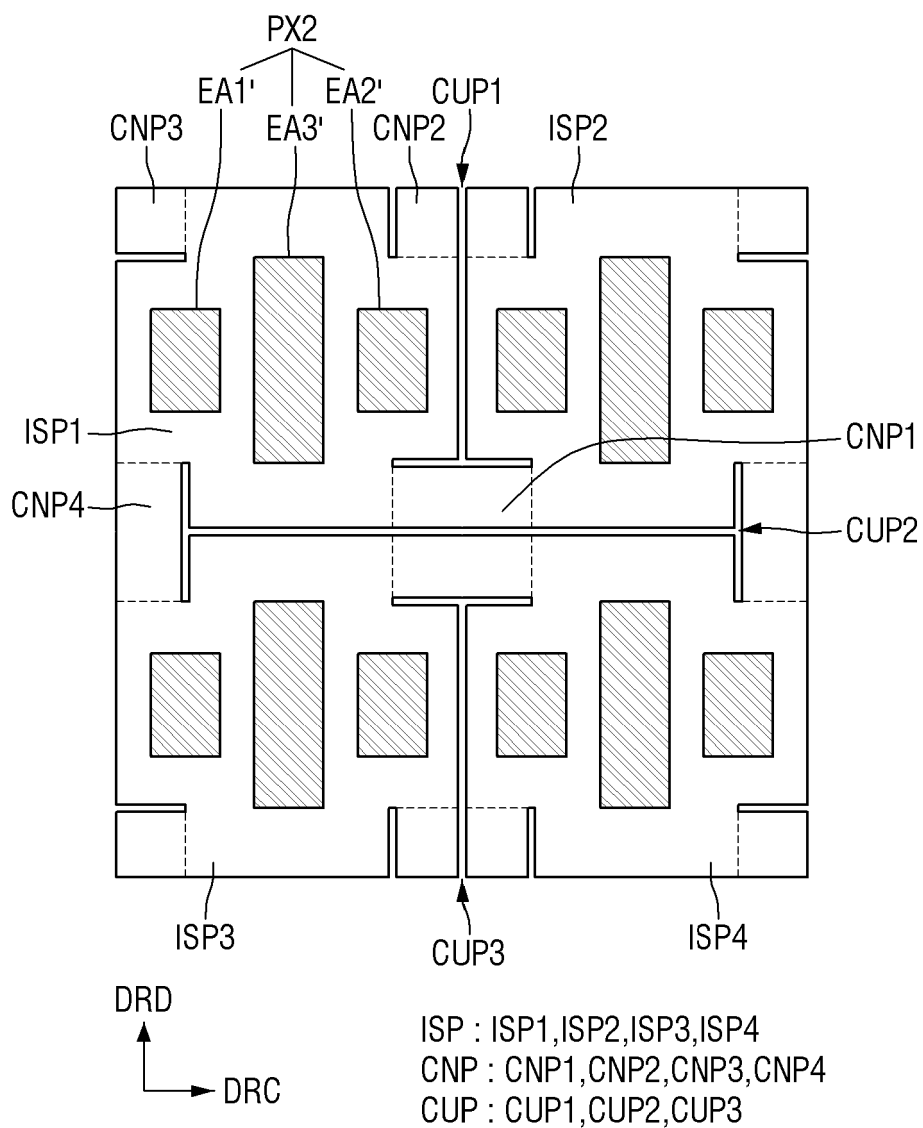 PX2
EA1' EA2' CUP1
CNP3 EA3' CNP2 ISP2
ISP1 CNP1
CNP4 CUP2
ISP3 CUP3 ISP4
DRD
DRC
ISP : ISP1,ISP2,ISP3,ISP4
CNP : CNP1,CNP2,CNP3,CNP4
CUP : CUP1,CUP2,CUP3